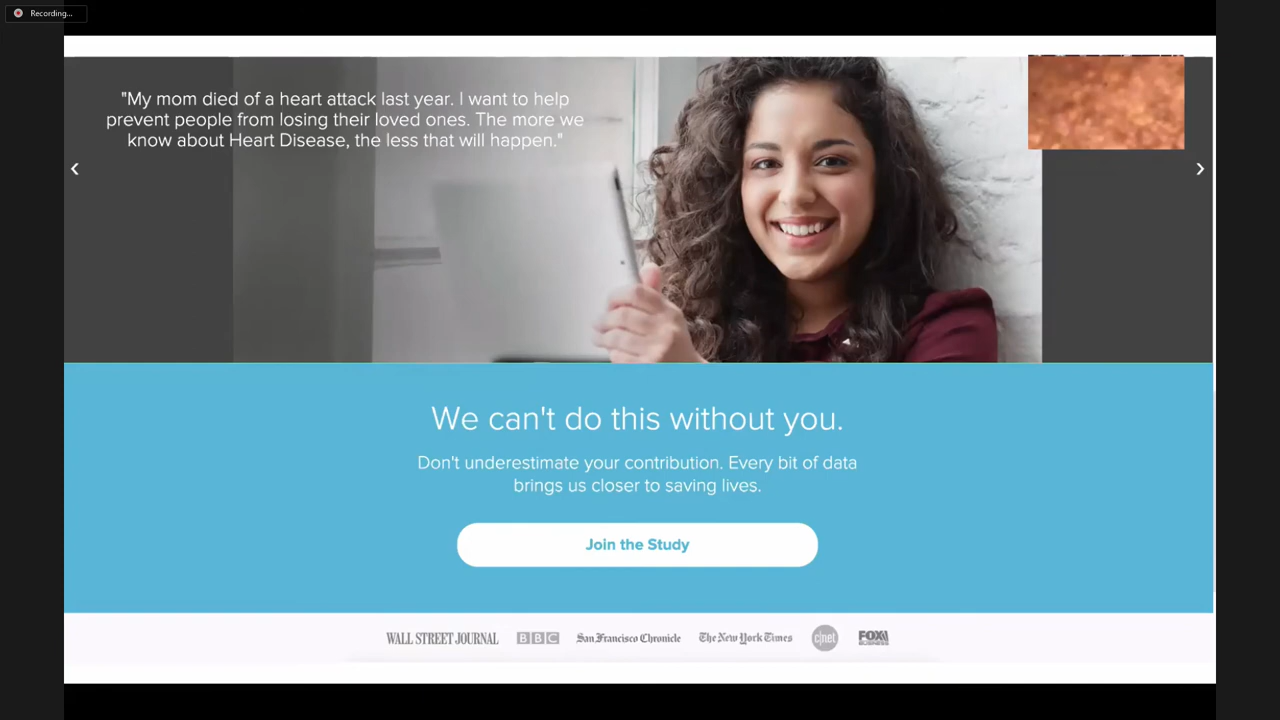 Recording...
"My mom died of a heart attack last year. I want to help
prevent people from losing their loved ones. The more we
know about Heart Disease, the less that will happen."
We can't do this without you.
Don't underestimate your contribution. Every bit of data
brings us closer to saving lives.
Join the Study
WALL STREET JOURNAL BBC San Francisco Chronicle The New York Times c|net FOX BUSINESS